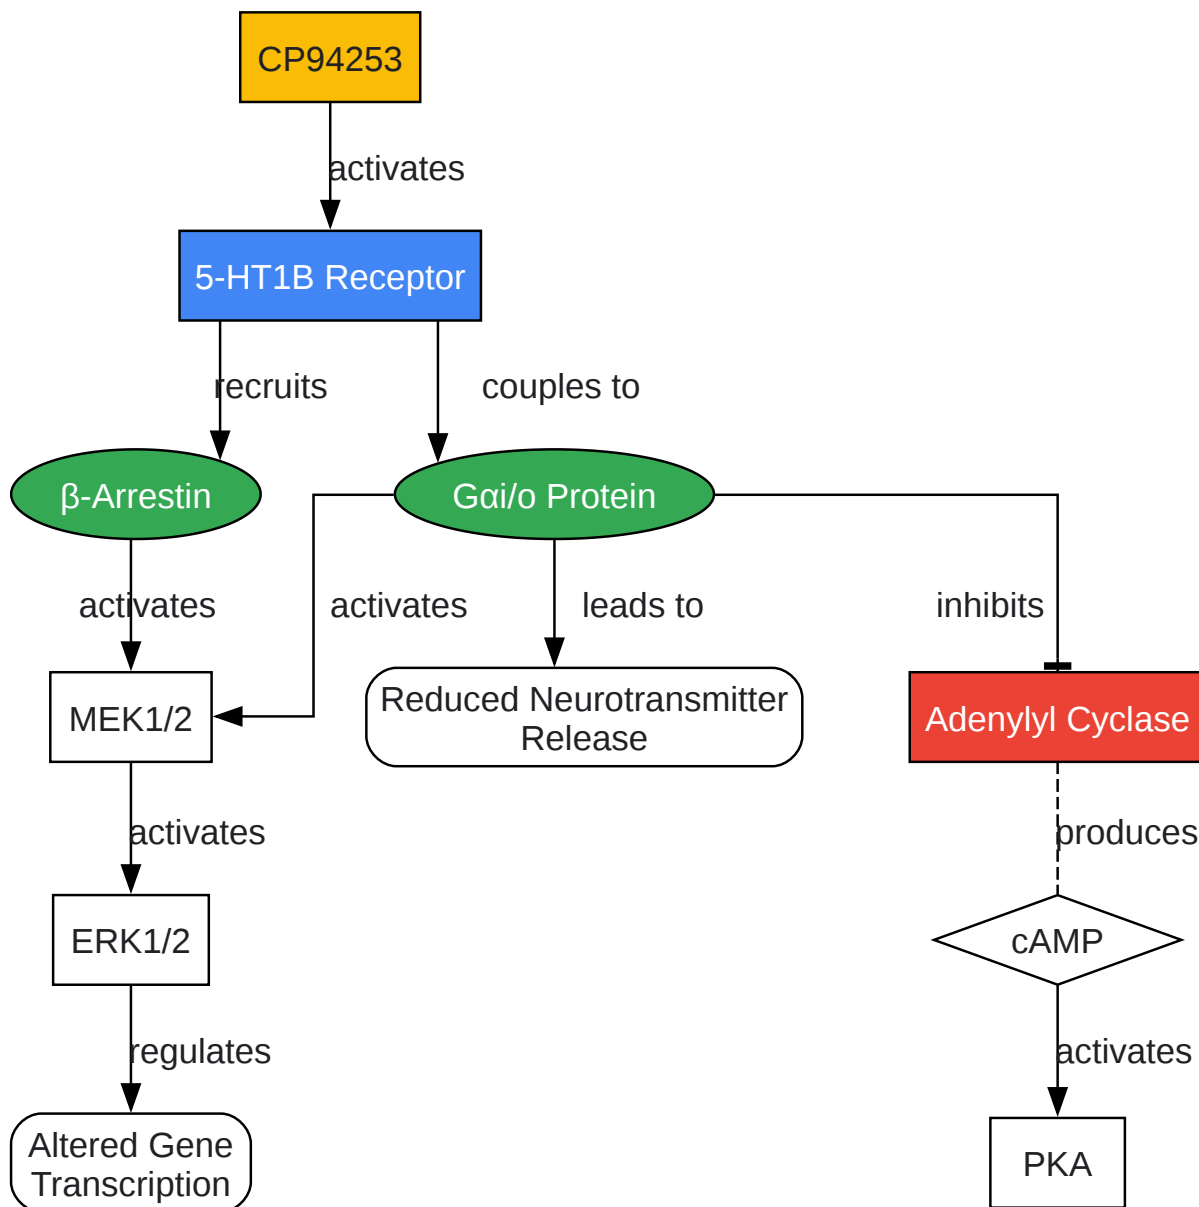 CP94253
activates
5-HT1B Receptor
recruits
couples to
β-Arrestin
Gαi/o Protein
activates
activates
leads to
inhibits
MEK1/2
Reduced Neurotransmitter
Release
Adenylyl Cyclase
activates
produces
ERK1/2
cAMP
regulates
activates
Altered Gene
Transcription
PKA